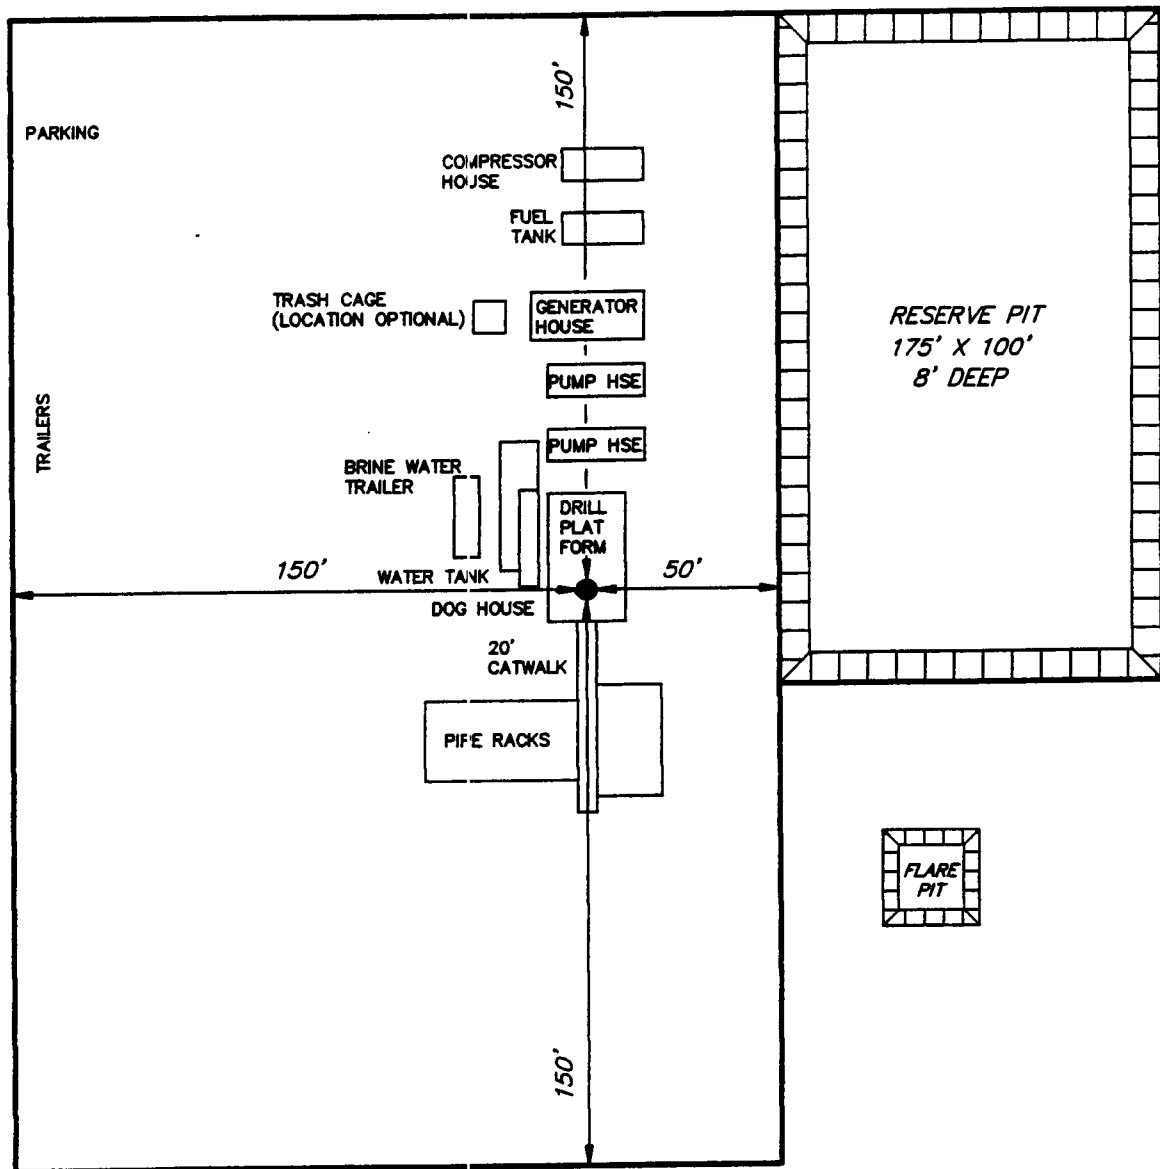 150'
PARKING
COMPRESSOR
HOUSE
FUEL
TANK
TRASH CAGE
(LOCATION OPTIONAL)
GENERATOR
HOUSE
RESERVE PIT
175' X 100'
8' DEEP
PUMP HSE
TRAILERS
PUMP HSE
BRINE WATER
TRAILER
DRILL
PLAT
FORM
150'
WATER TANK
50'
DOG HOUSE
20'
CATWALK
PIPE RACKS
FLARE
PIT
150'